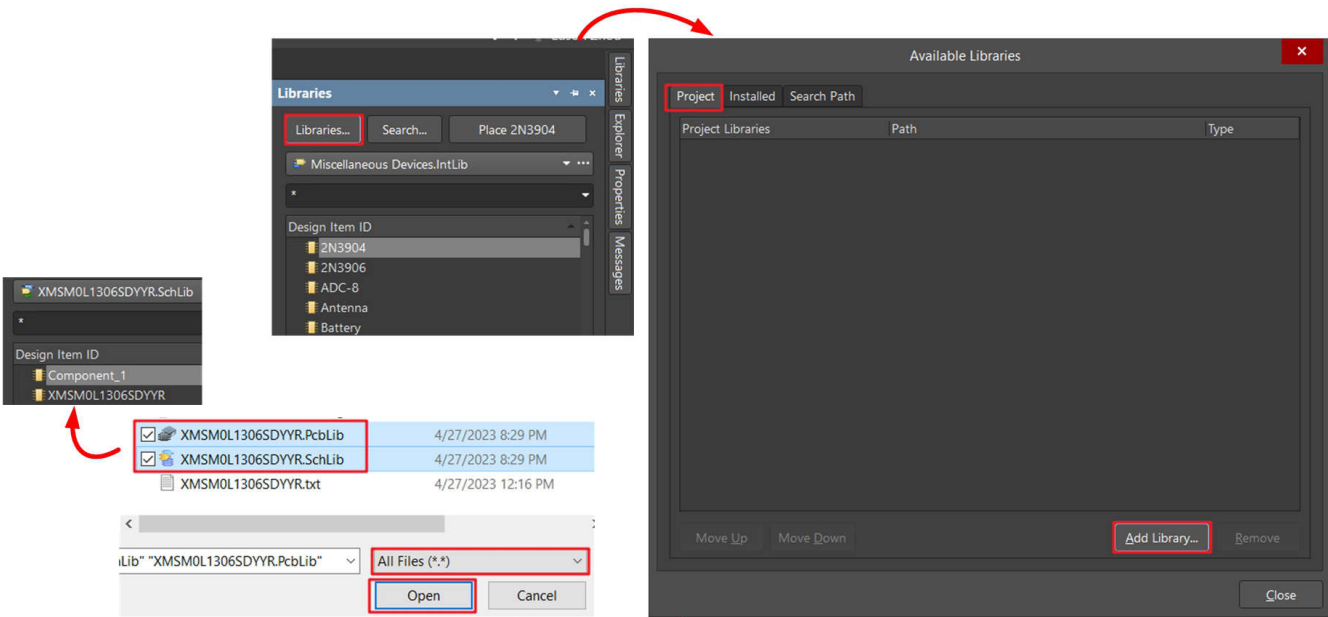 Libraries
Libraries...
Search...
Place 2N3904
Miscellaneous Devices.IntLib
*
Design Item ID
2N3904
2N3906
ADC-8
Antenna
Battery
Libraries
Explorer
Properties
Messages
Available Libraries
Project Installed Search Path
Project Libraries Path Type
Move Up Move Down Add Library... Remove
Close
XMSM0L1306SDYYR.SchLib
*
Design Item ID
Component_1
XMSM0L1306SDYYR
XMSM0L1306SDYYR.PcbLib 4/27/2023 8:29 PM
XMSM0L1306SDYYR.SchLib 4/27/2023 8:29 PM
XMSM0L1306SDYYR.txt 4/27/2023 12:16 PM
Lib" "XMSM0L1306SDYYR.PcbLib" All Files (*.*)
Open Cancel